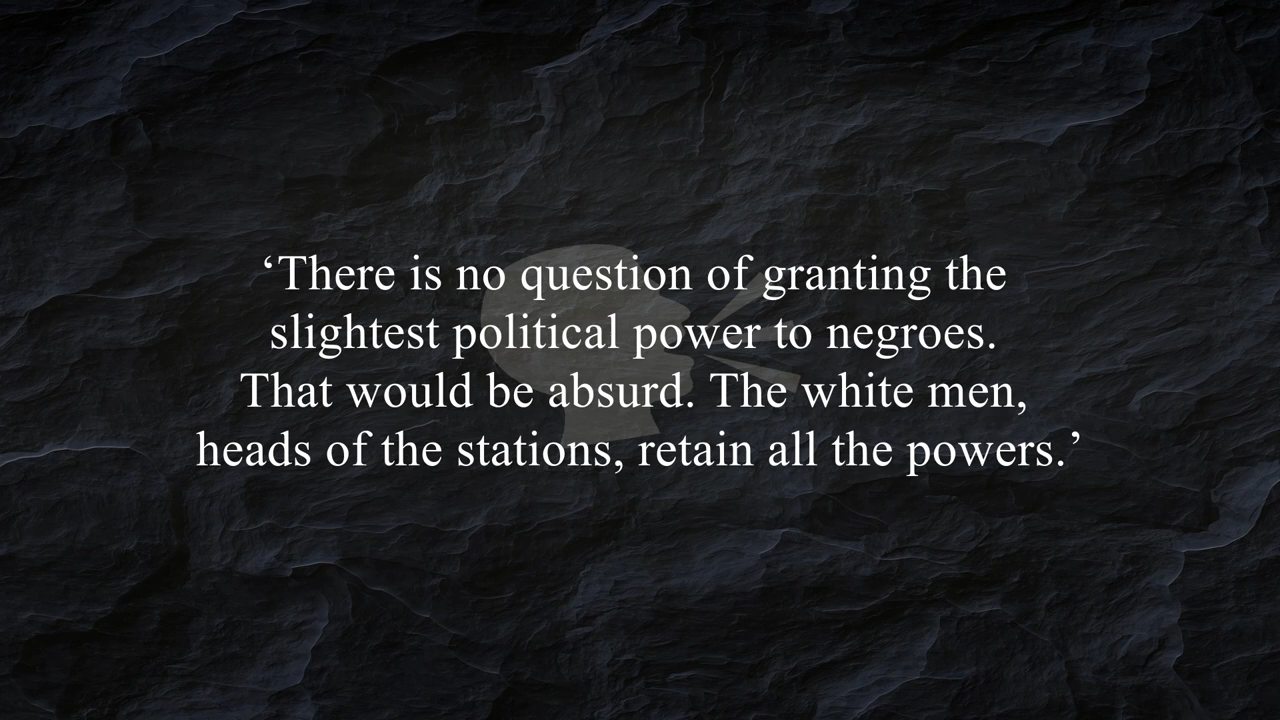 ‘There is no question of granting the
slightest political power to negroes.
That would be absurd. The white men,
heads of the stations, retain all the powers.’